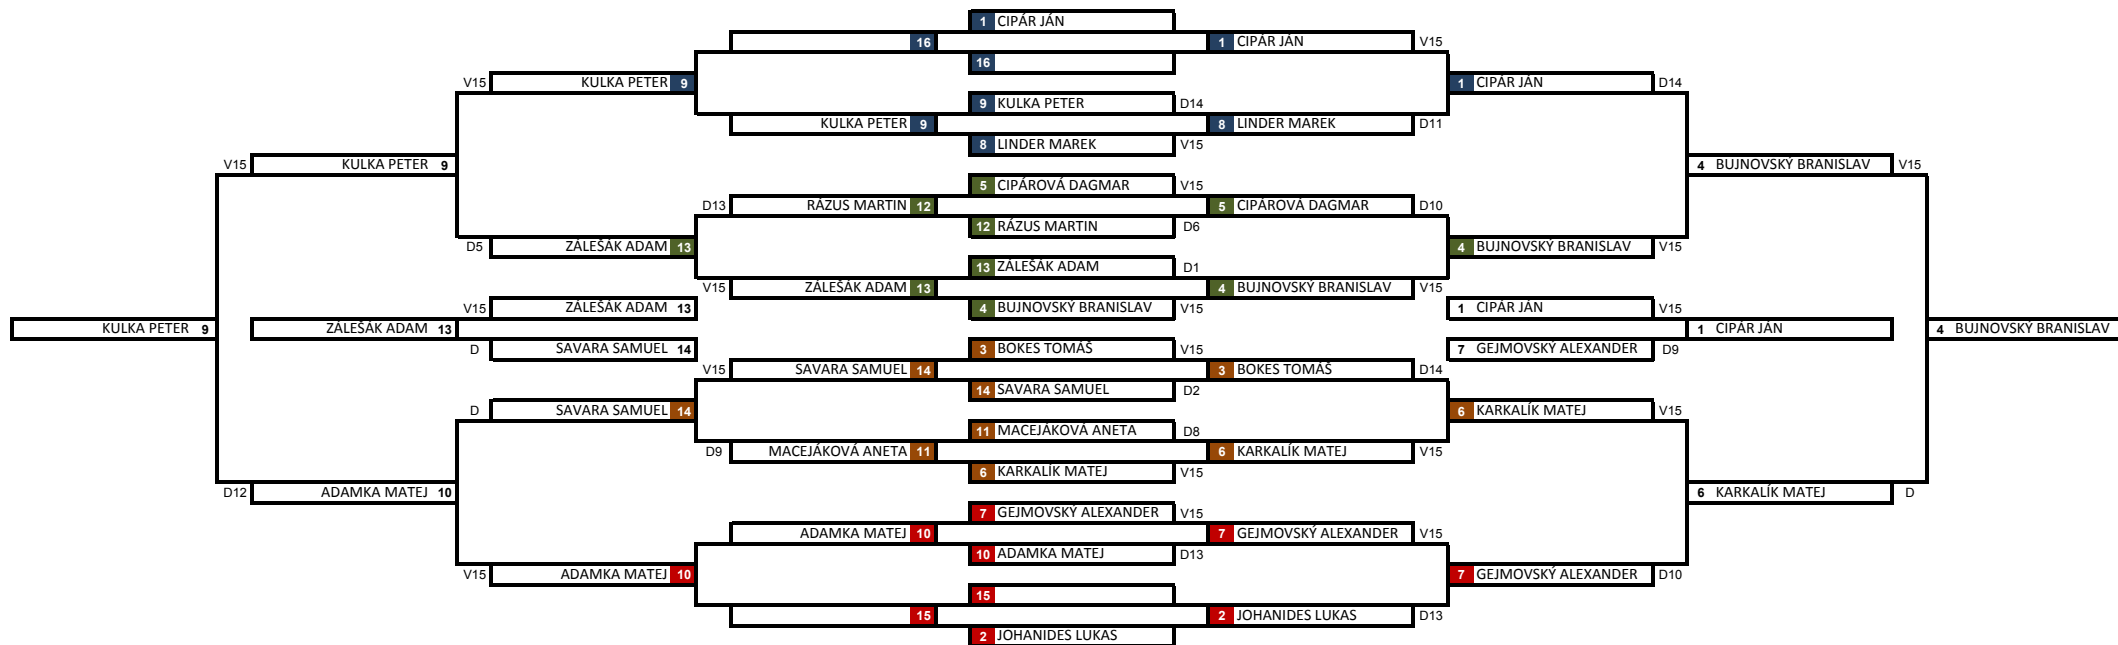 1 CIPÁR JÁN
16 1 CIPÁR JÁN V15
16
V15 KULKA PETER 9 1 CIPÁR JÁN D14
9 KULKA PETER D14
KULKA PETER 9 8 LINDER MAREK D11
8 LINDER MAREK V15
V15 KULKA PETER 9 4 BUJNOVSKÝ BRANISLAV V15
5 CIPÁROVÁ DAGMAR V15
D13 RÁZUS MARTIN 12 5 CIPÁROVÁ DAGMAR D10
12 RÁZUS MARTIN D6
D5 ZÁLEŠÁK ADAM 13 4 BUJNOVSKÝ BRANISLAV V15
13 ZÁLEŠÁK ADAM D1
V15 ZÁLEŠÁK ADAM 13 4 BUJNOVSKÝ BRANISLAV V15
V15 ZÁLEŠÁK ADAM 13 4 BUJNOVSKÝ BRANISLAV V15 1 CIPÁR JÁN V15
KULKA PETER 9 ZÁLEŠÁK ADAM 13 1 CIPÁR JÁN 4 BUJNOVSKÝ BRANISLAV
D SAVARA SAMUEL 14 3 BOKES TOMÁŠ V15 7 GEJMOVSKÝ ALEXANDER D9
V15 SAVARA SAMUEL 14 3 BOKES TOMÁŠ D14
14 SAVARA SAMUEL D2
D SAVARA SAMUEL 14 6 KARKALÍK MATEJ V15
11 MACEJÁKOVÁ ANETA D8
D9 MACEJÁKOVÁ ANETA 11 6 KARKALÍK MATEJ V15
6 KARKALÍK MATEJ V15
D12 ADAMKA MATEJ 10 6 KARKALÍK MATEJ D
7 GEJMOVSKÝ ALEXANDER V15
ADAMKA MATEJ 10 7 GEJMOVSKÝ ALEXANDER V15
10 ADAMKA MATEJ D13
V15 ADAMKA MATEJ 10 7 GEJMOVSKÝ ALEXANDER D10
15
15 2 JOHANIDES LUKAS D13
2 JOHANIDES LUKAS